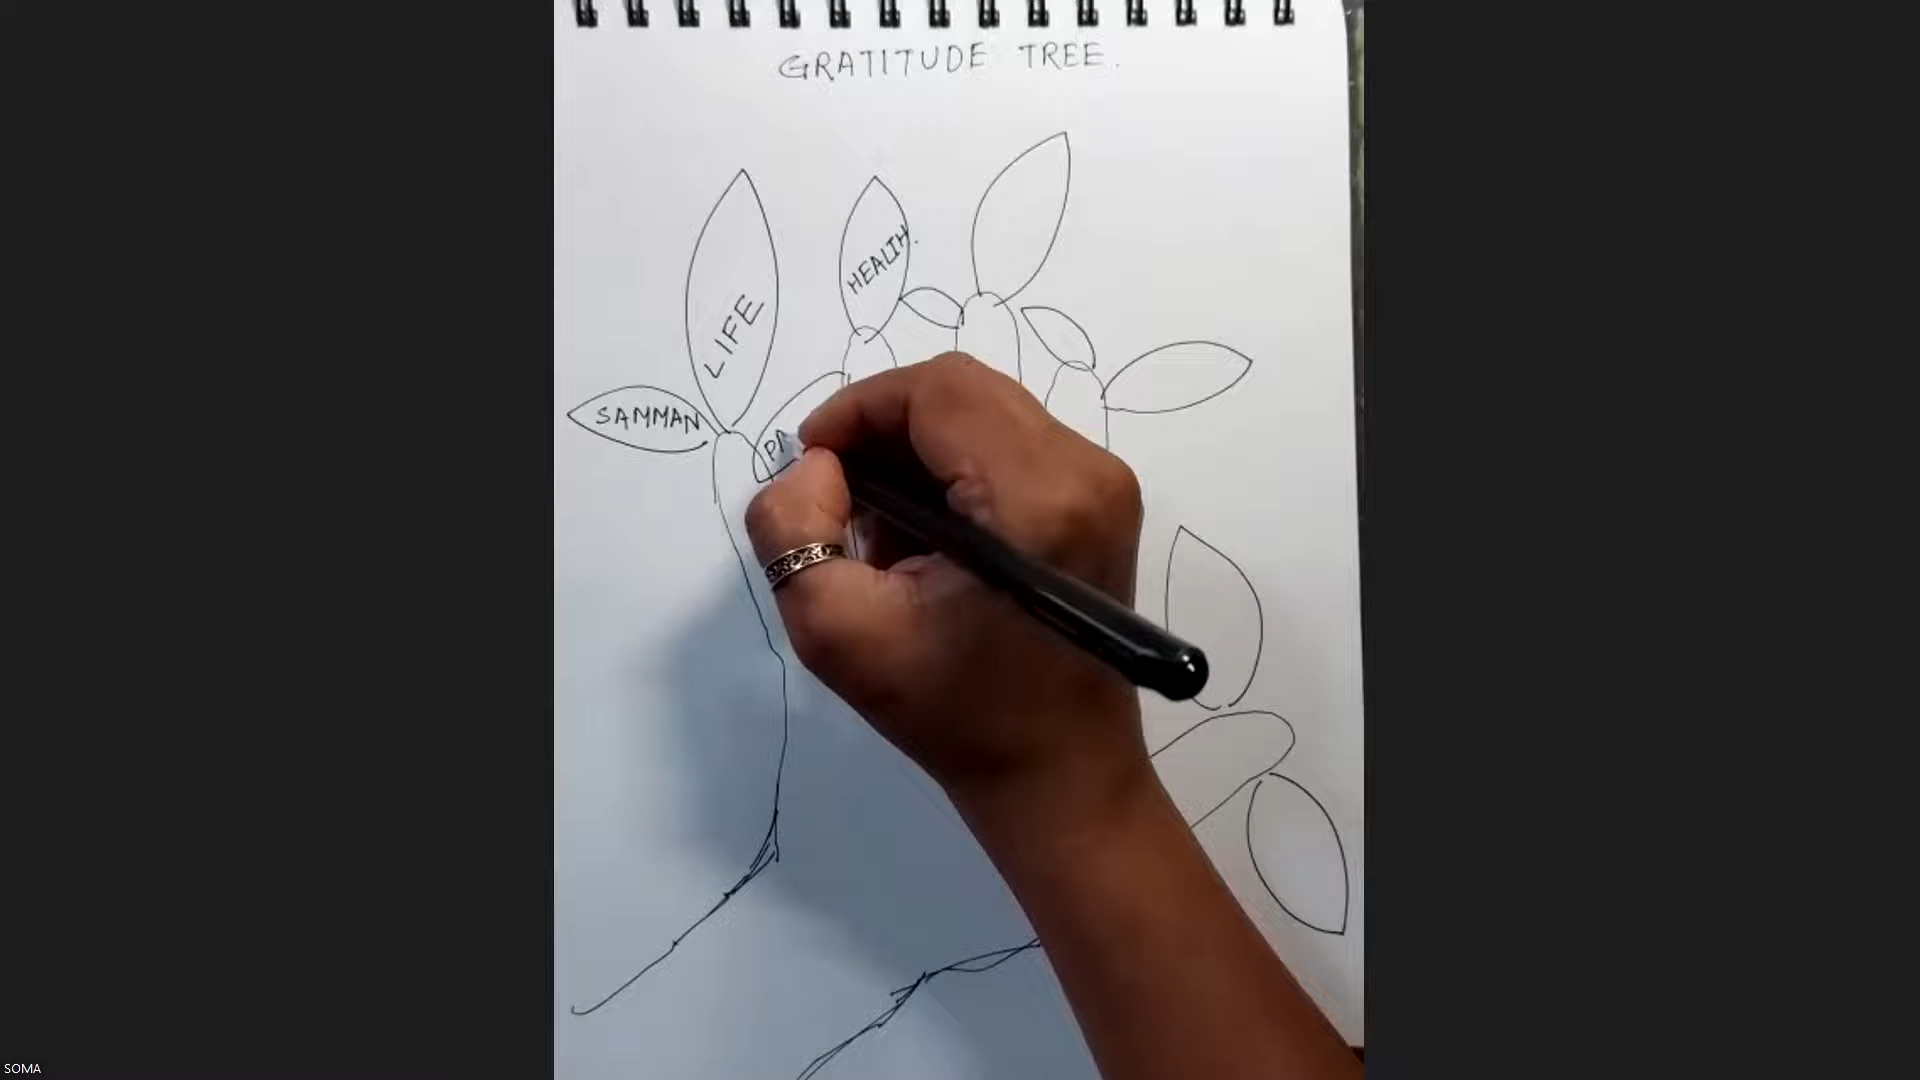 GRATITUDE TREE.
HEALTH.
LIFE
SAMMAN
SOMA